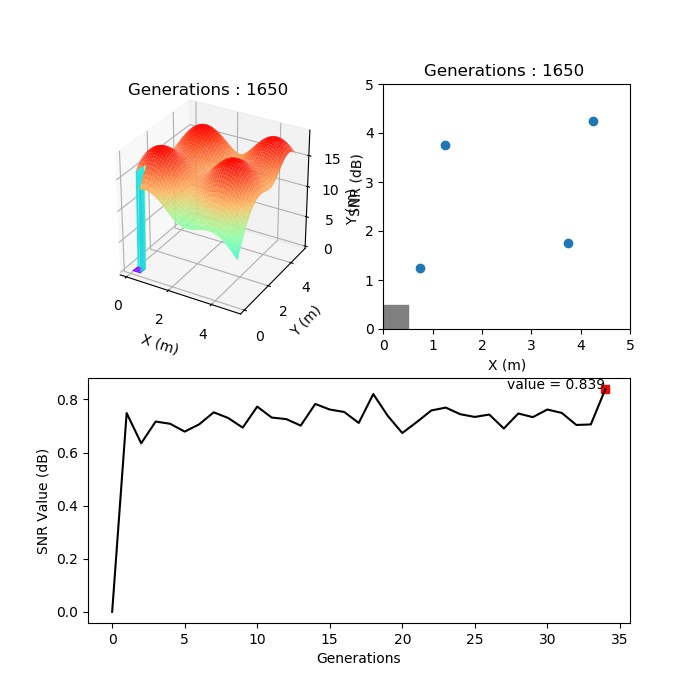 Generations : 1650
15
10
5
0
SNR (dB)
0
2
4
X (m)
0
2
4
Y (m)
Generations : 1650
5
4
3
2
1
0
Y (m)
0 1 2 3 4 5
X (m)
value = 0.839
0.8
0.6
0.4
0.2
0.0
SNR Value (dB)
0 5 10 15 20 25 30 35
Generations